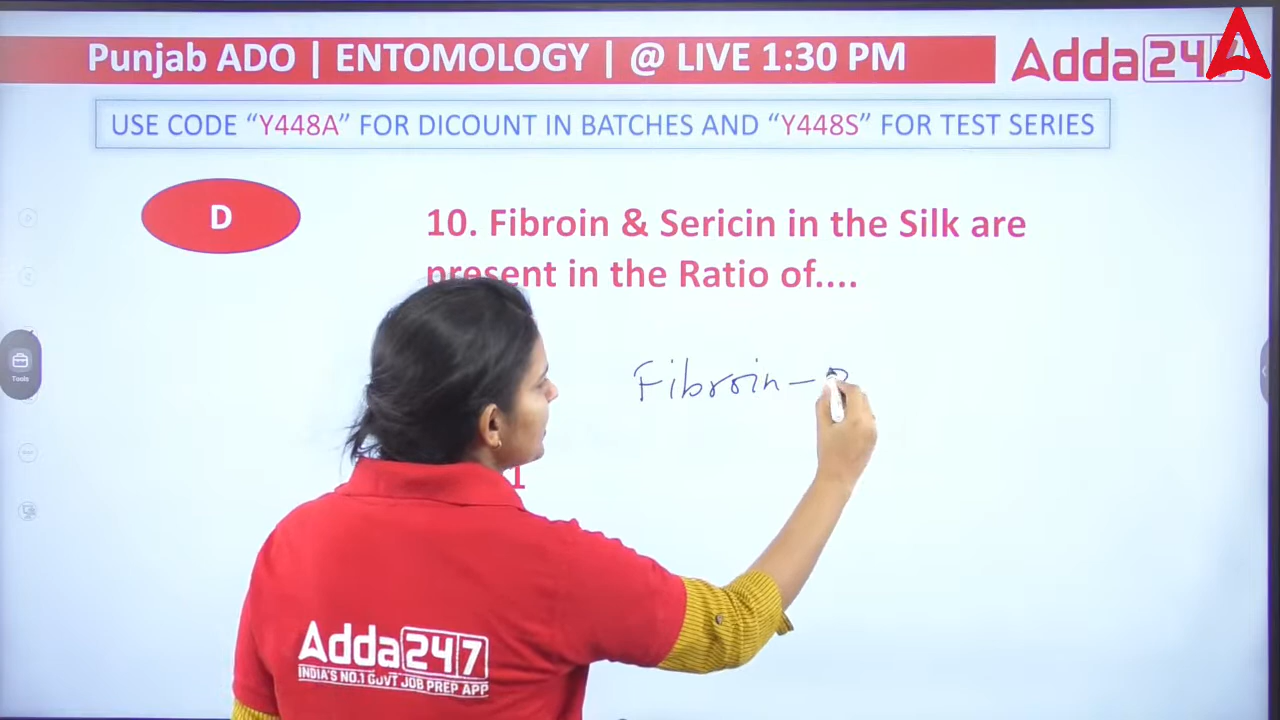 Punjab ADO | ENTOMOLOGY | @ LIVE 1:30 PM
Adda247
USE CODE “Y448A” FOR DICOUNT IN BATCHES AND “Y448S” FOR TEST SERIES
D
10. Fibroin & Sericin in the Silk are
present in the Ratio of....
Tools
Fibroin –
1
Adda247
INDIA'S NO.1 GOVT JOB PREP APP